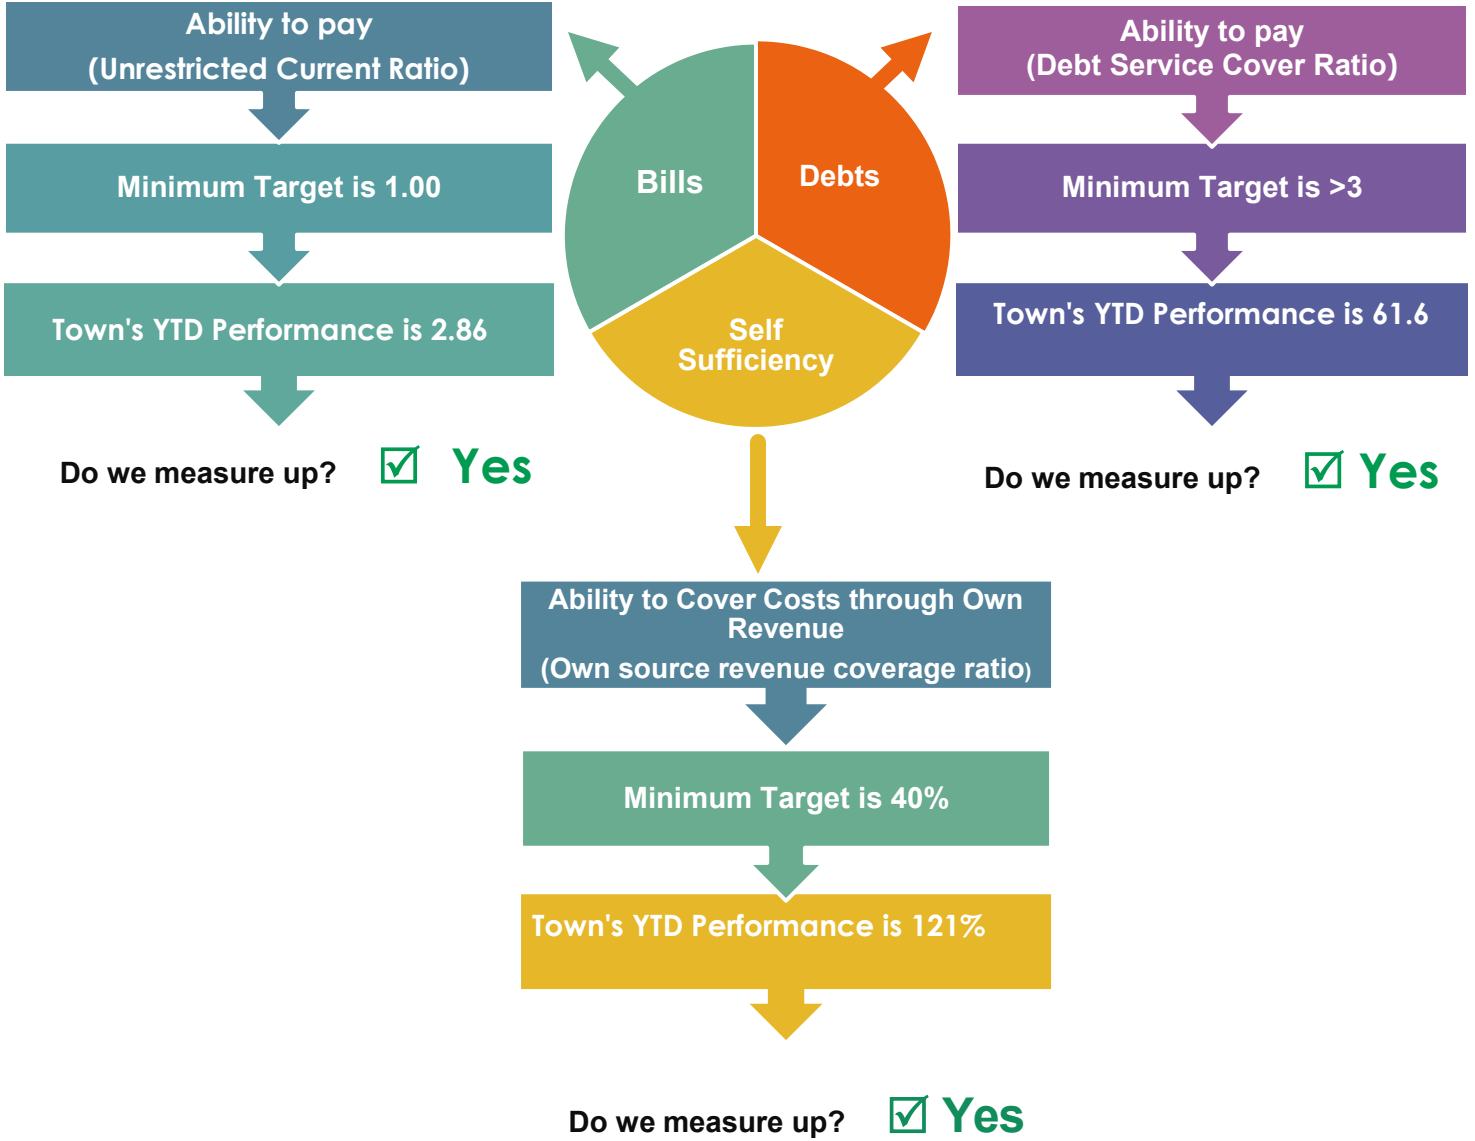 Ability to pay
(Unrestricted Current Ratio)
Minimum Target is 1.00
Town's YTD Performance is 2.86
Do we measure up? ☑ Yes
Bills
Debts
Self
Sufficiency
Ability to pay
(Debt Service Cover Ratio)
Minimum Target is >3
Town's YTD Performance is 61.6
Do we measure up? ☑ Yes
Ability to Cover Costs through Own
Revenue
(Own source revenue coverage ratio)
Minimum Target is 40%
Town's YTD Performance is 121%
Do we measure up? ☑ Yes